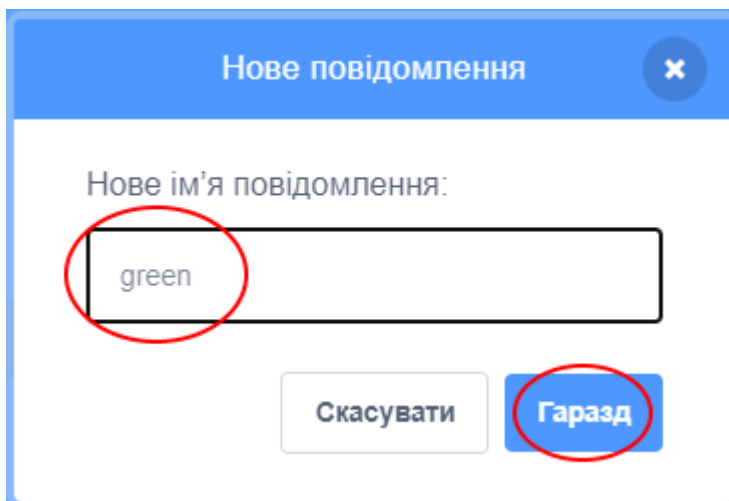 Нове повідомлення
Нове ім’я повідомлення:
green
Скасувати Гаразд